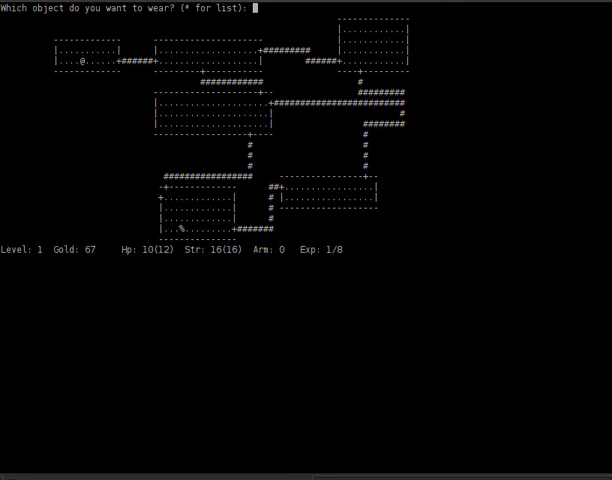 Which object do you want to wear? (* for list):
Level: 1 Gold: 67 Hp: 10(12) Str: 16(16) Arm: 0 Exp: 1/8